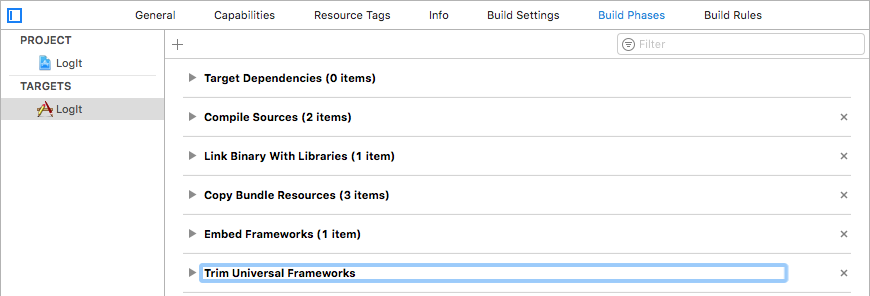 General Capabilities Resource Tags Info Build Settings Build Phases Build Rules
PROJECT
LogIt
TARGETS
LogIt
+ Filter
Target Dependencies (0 items)
Compile Sources (2 items)
Link Binary With Libraries (1 item)
Copy Bundle Resources (3 items)
Embed Frameworks (1 item)
Trim Universal Frameworks